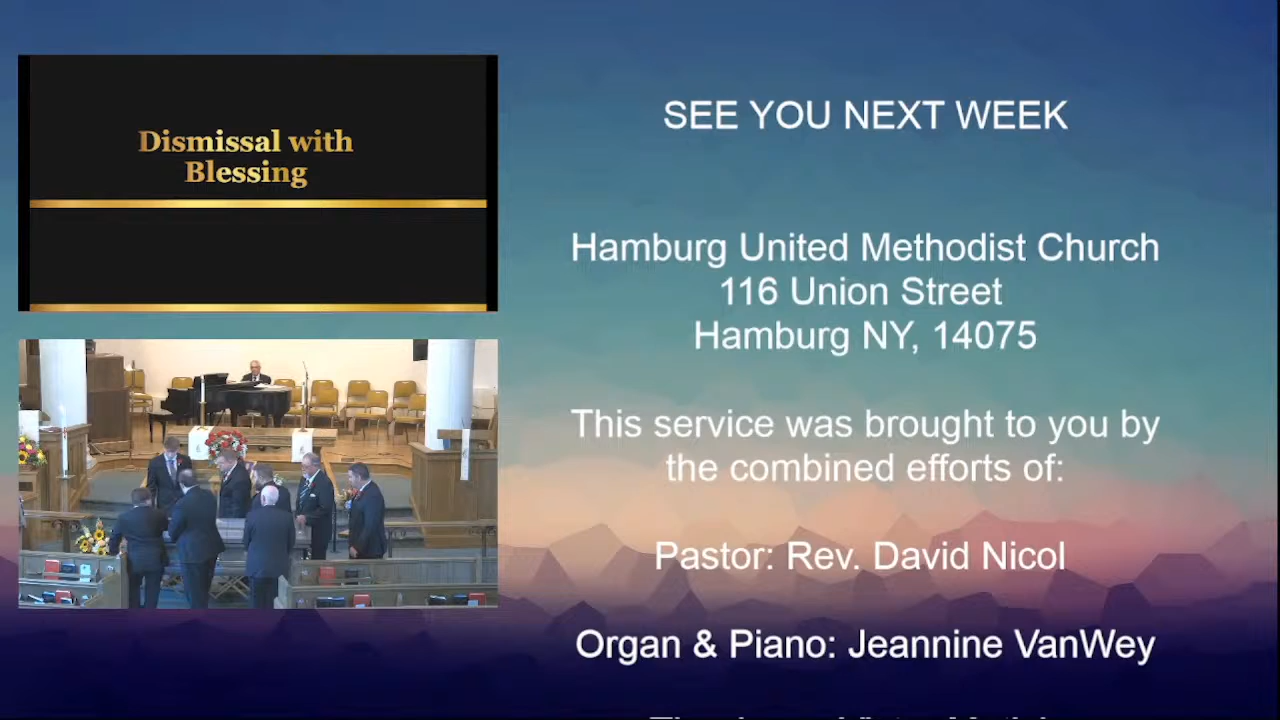 Dismissal with
Blessing
SEE YOU NEXT WEEK
Hamburg United Methodist Church
116 Union Street
Hamburg NY, 14075
This service was brought to you by
the combined efforts of:
Pastor: Rev. David Nicol
Organ & Piano: Jeannine VanWey